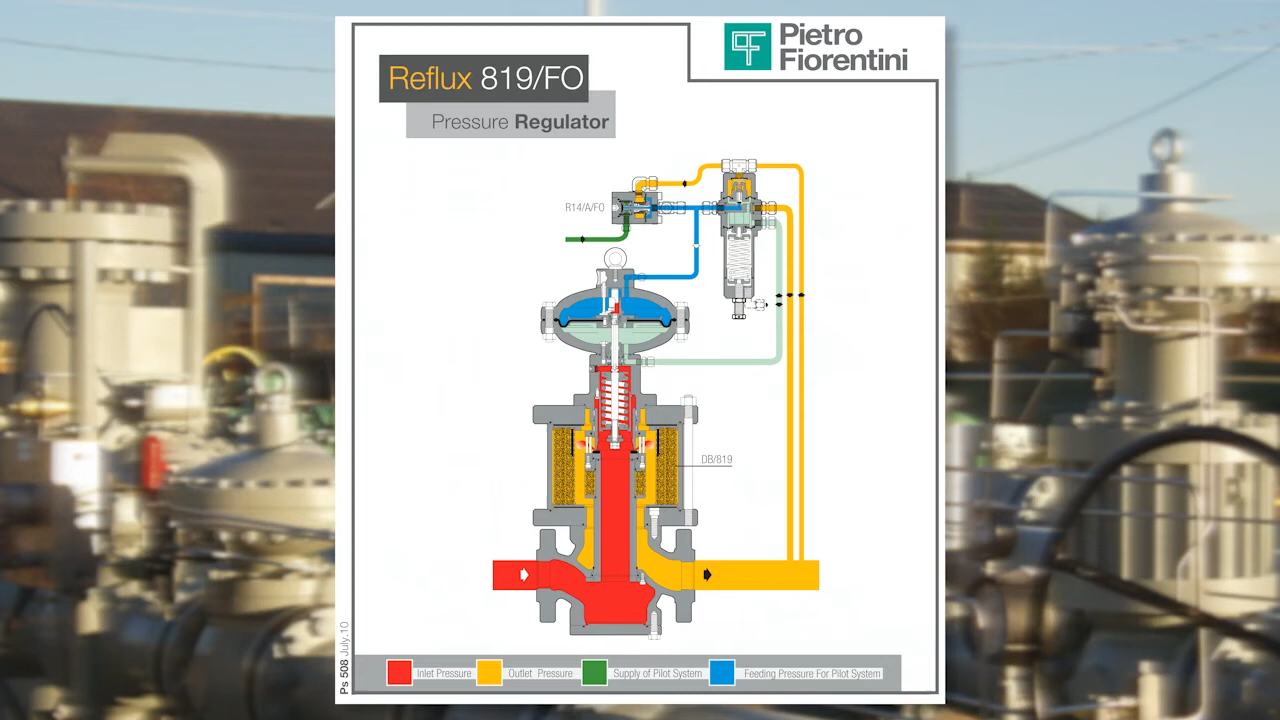 Pietro
Fiorentini
Reflux 819/FO
Pressure Regulator
R14/A/FO
DB/819
Ps 508 July.10
Inlet Pressure
Outlet Pressure
Supply of Pilot System
Feeding Pressure For Pilot System